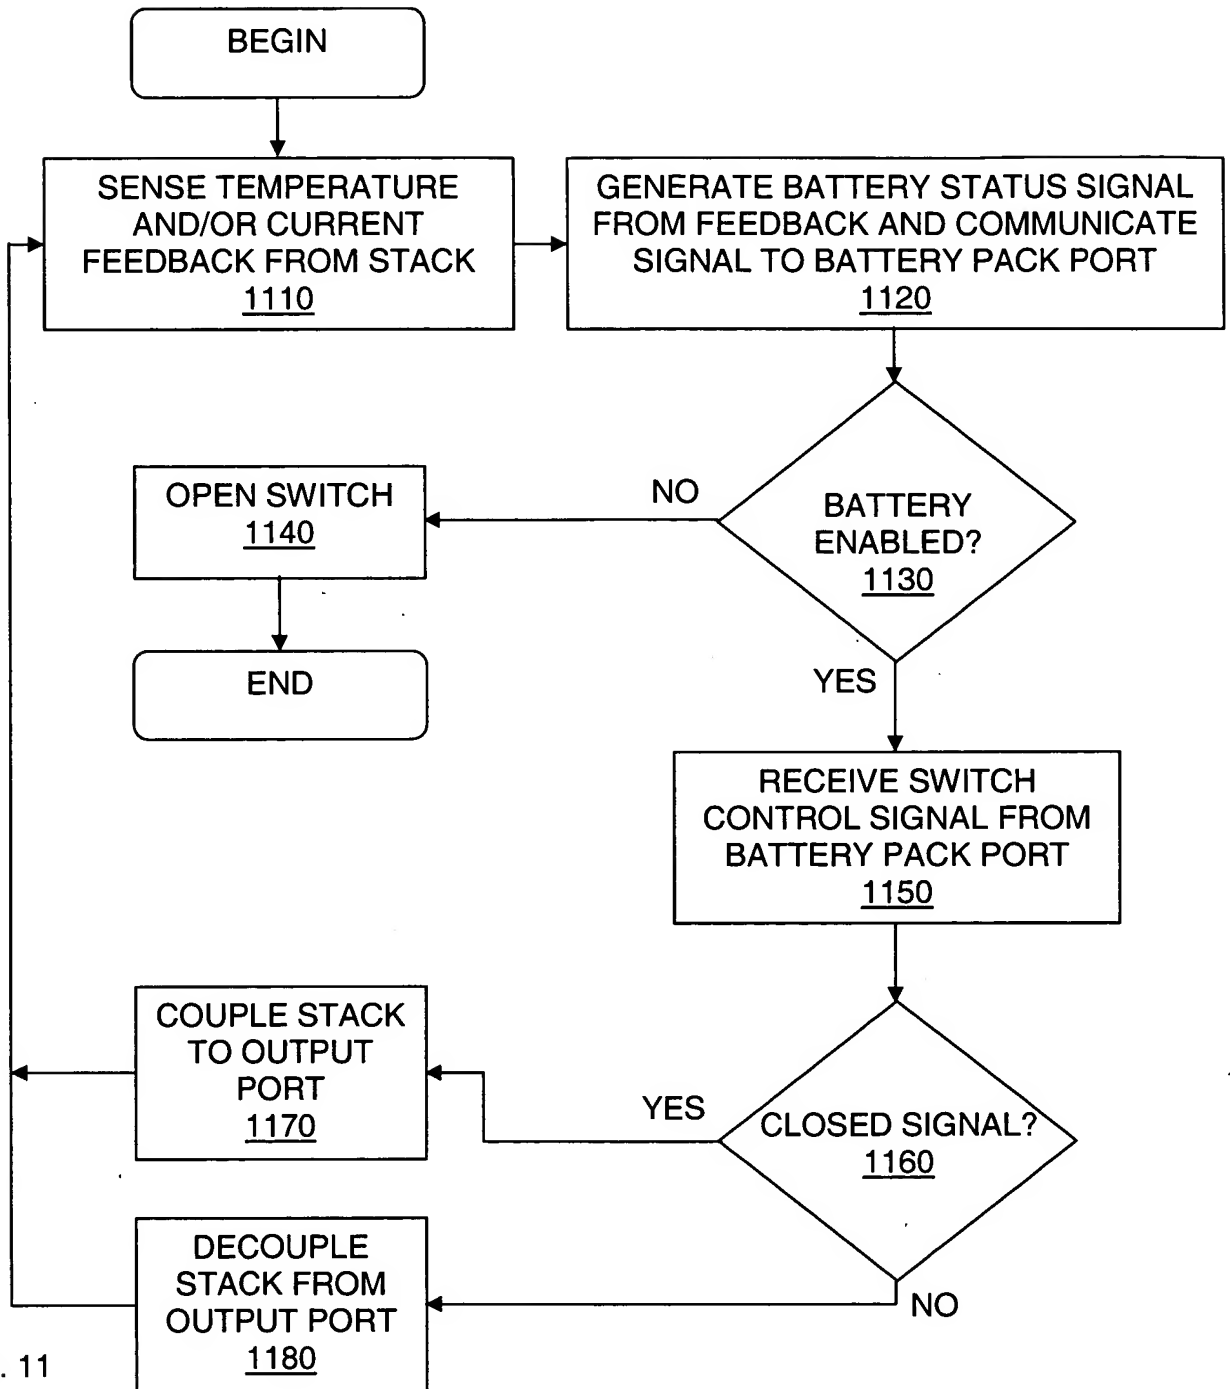 BEGIN
SENSE TEMPERATURE
AND/OR CURRENT
FEEDBACK FROM STACK
1110
GENERATE BATTERY STATUS SIGNAL
FROM FEEDBACK AND COMMUNICATE
SIGNAL TO BATTERY PACK PORT
1120
BATTERY
ENABLED?
1130
NO
OPEN SWITCH
1140
END
YES
RECEIVE SWITCH
CONTROL SIGNAL FROM
BATTERY PACK PORT
1150
CLOSED SIGNAL?
1160
YES
COUPLE STACK
TO OUTPUT
PORT
1170
NO
DECOUPLE
STACK FROM
OUTPUT PORT
1180
. 11